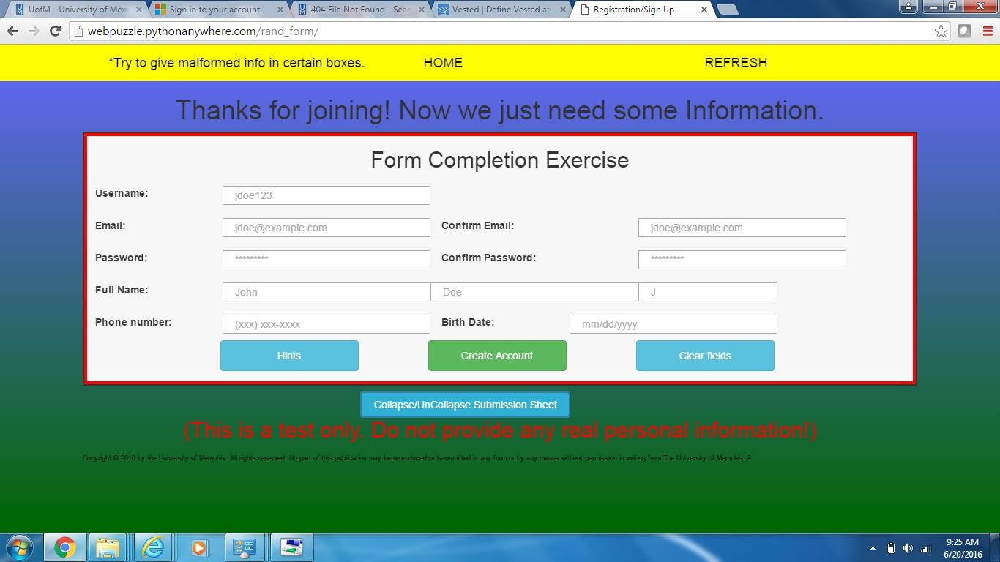 UofM - University of Mem
Sign in to your account
404 File Not Found - Sear
Vested | Define Vested at
Registration/Sign Up
webpuzzle.pythonanywhere.com/rand_form/
*Try to give malformed info in certain boxes. HOME REFRESH
Thanks for joining! Now we just need some Information.
Form Completion Exercise
Username: jdoe123
Email: jdoe@example.com Confirm Email: jdoe@example.com
Password: ********* Confirm Password: *********
Full Name: John Doe J
Phone number: (xxx) xxx-xxxx Birth Date: mm/dd/yyyy
Hints Create Account Clear fields
Collapse/UnCollapse Submission Sheet
(This is a test only. Do not provide any real personal information!)
Copyright © 2016 by the University of Memphis. All rights reserved. No part of this publication may be reproduced or transmitted in any form or by any means without permission in writing from The University of Memphis. 9
9:25 AM
6/20/2016